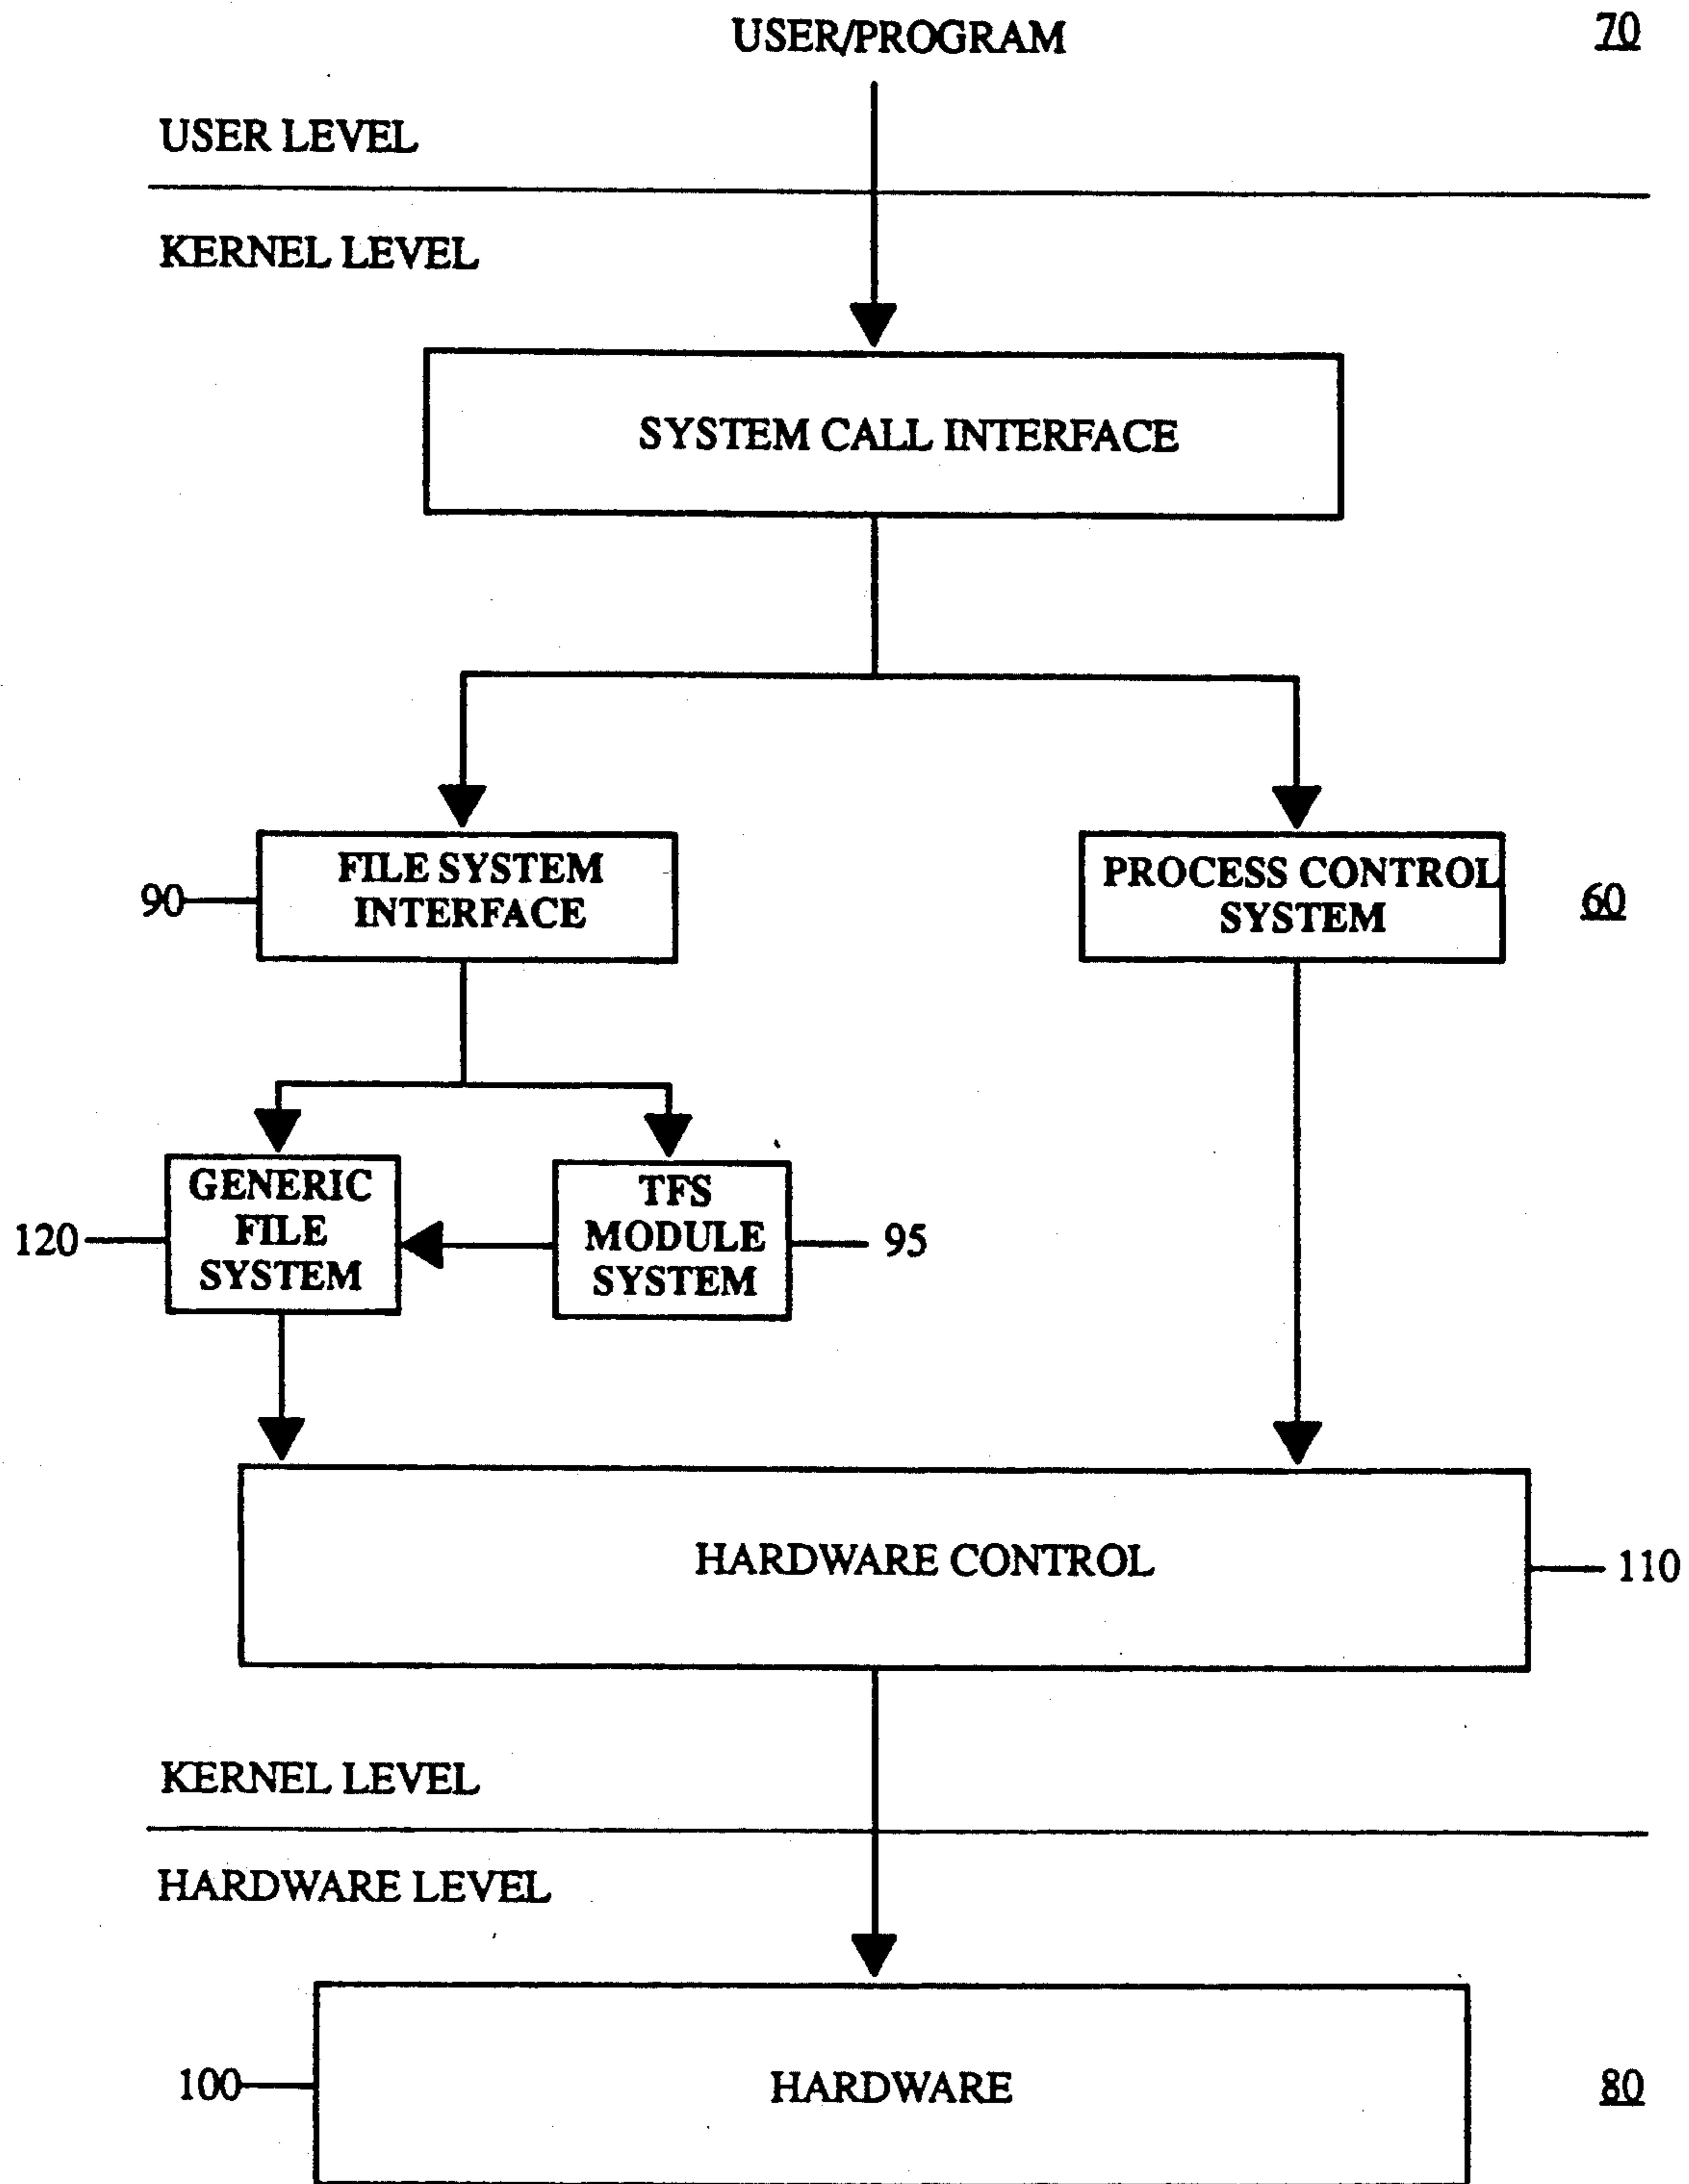 USER/PROGRAM
70
USER LEVEL
KERNEL LEVEL
SYSTEM CALL INTERFACE
90
FILE SYSTEM
INTERFACE
PROCESS CONTROL
SYSTEM
60
120
GENERIC
FILE
SYSTEM
TFS
MODULE
SYSTEM
95
HARDWARE CONTROL
110
KERNEL LEVEL
HARDWARE LEVEL
100
HARDWARE
80